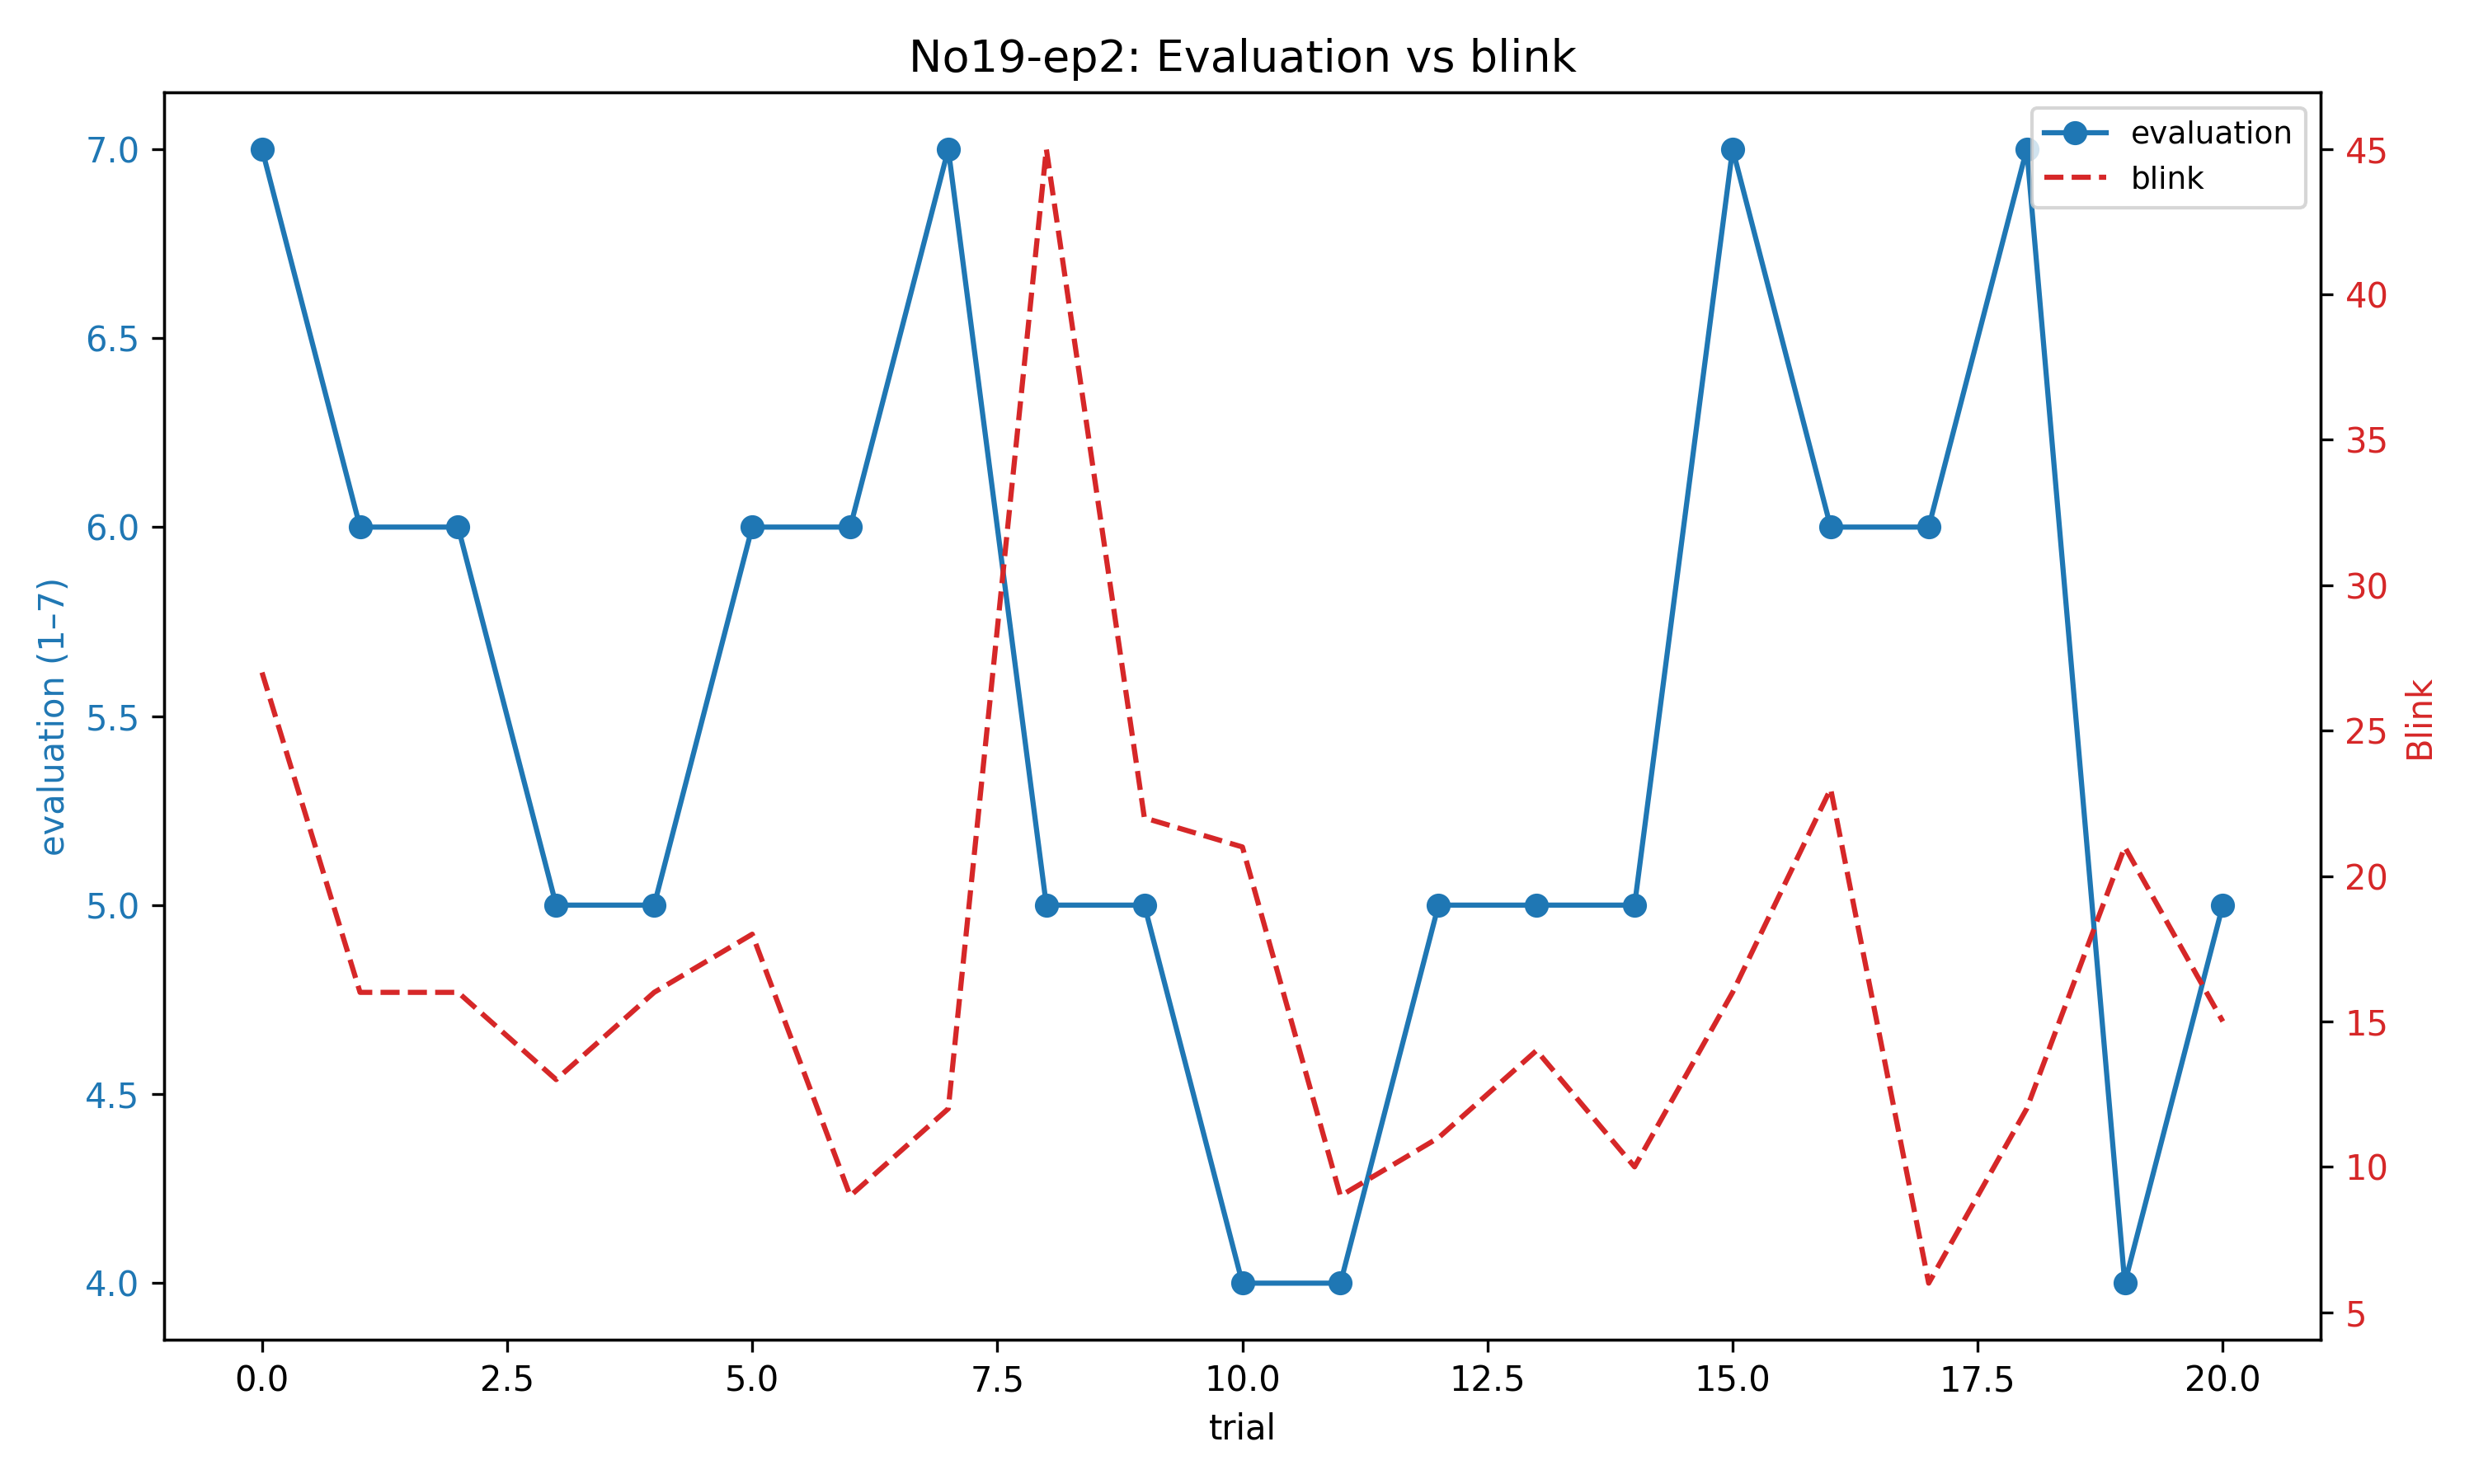 No19-ep2: Evaluation vs blink
evaluation
blink
evaluation (1–7)
7.0
6.5
6.0
5.5
5.0
4.5
4.0
45
40
35
30
25
20
15
10
5
Blink
0.0 2.5 5.0 7.5 10.0 12.5 15.0 17.5 20.0
trial